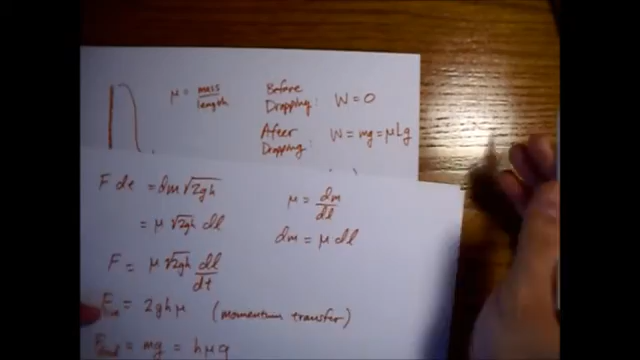 μ = mass/length
Before Dropping: W = 0
After Dropping: W = mg = μLg
F dt = dm √2gh
= μ √2gh dl
F = μ √2gh dl/dt
μ = dm/dl
dm = μ dl
= 2ghμ (momentum transfer)
= mg = hμg